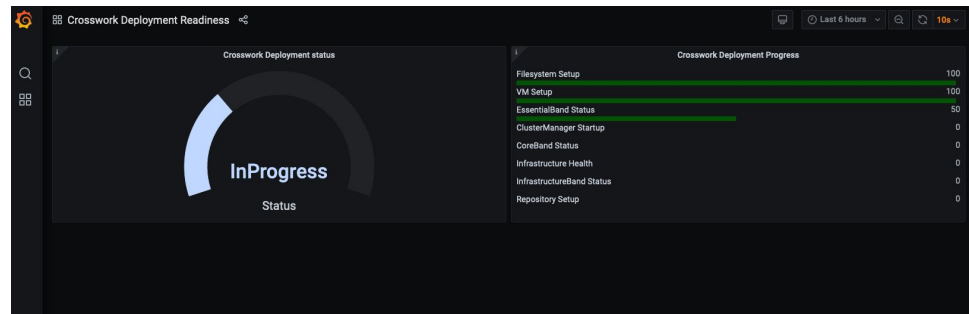 Crosswork Deployment Readiness
Last 6 hours
10s
i
Crosswork Deployment status
InProgress
Status
i
Crosswork Deployment Progress
Filesystem Setup 100
VM Setup 100
EssentialBand Status 50
ClusterManager Startup 0
CoreBand Status 0
Infrastructure Health 0
InfrastructureBand Status 0
Repository Setup 0